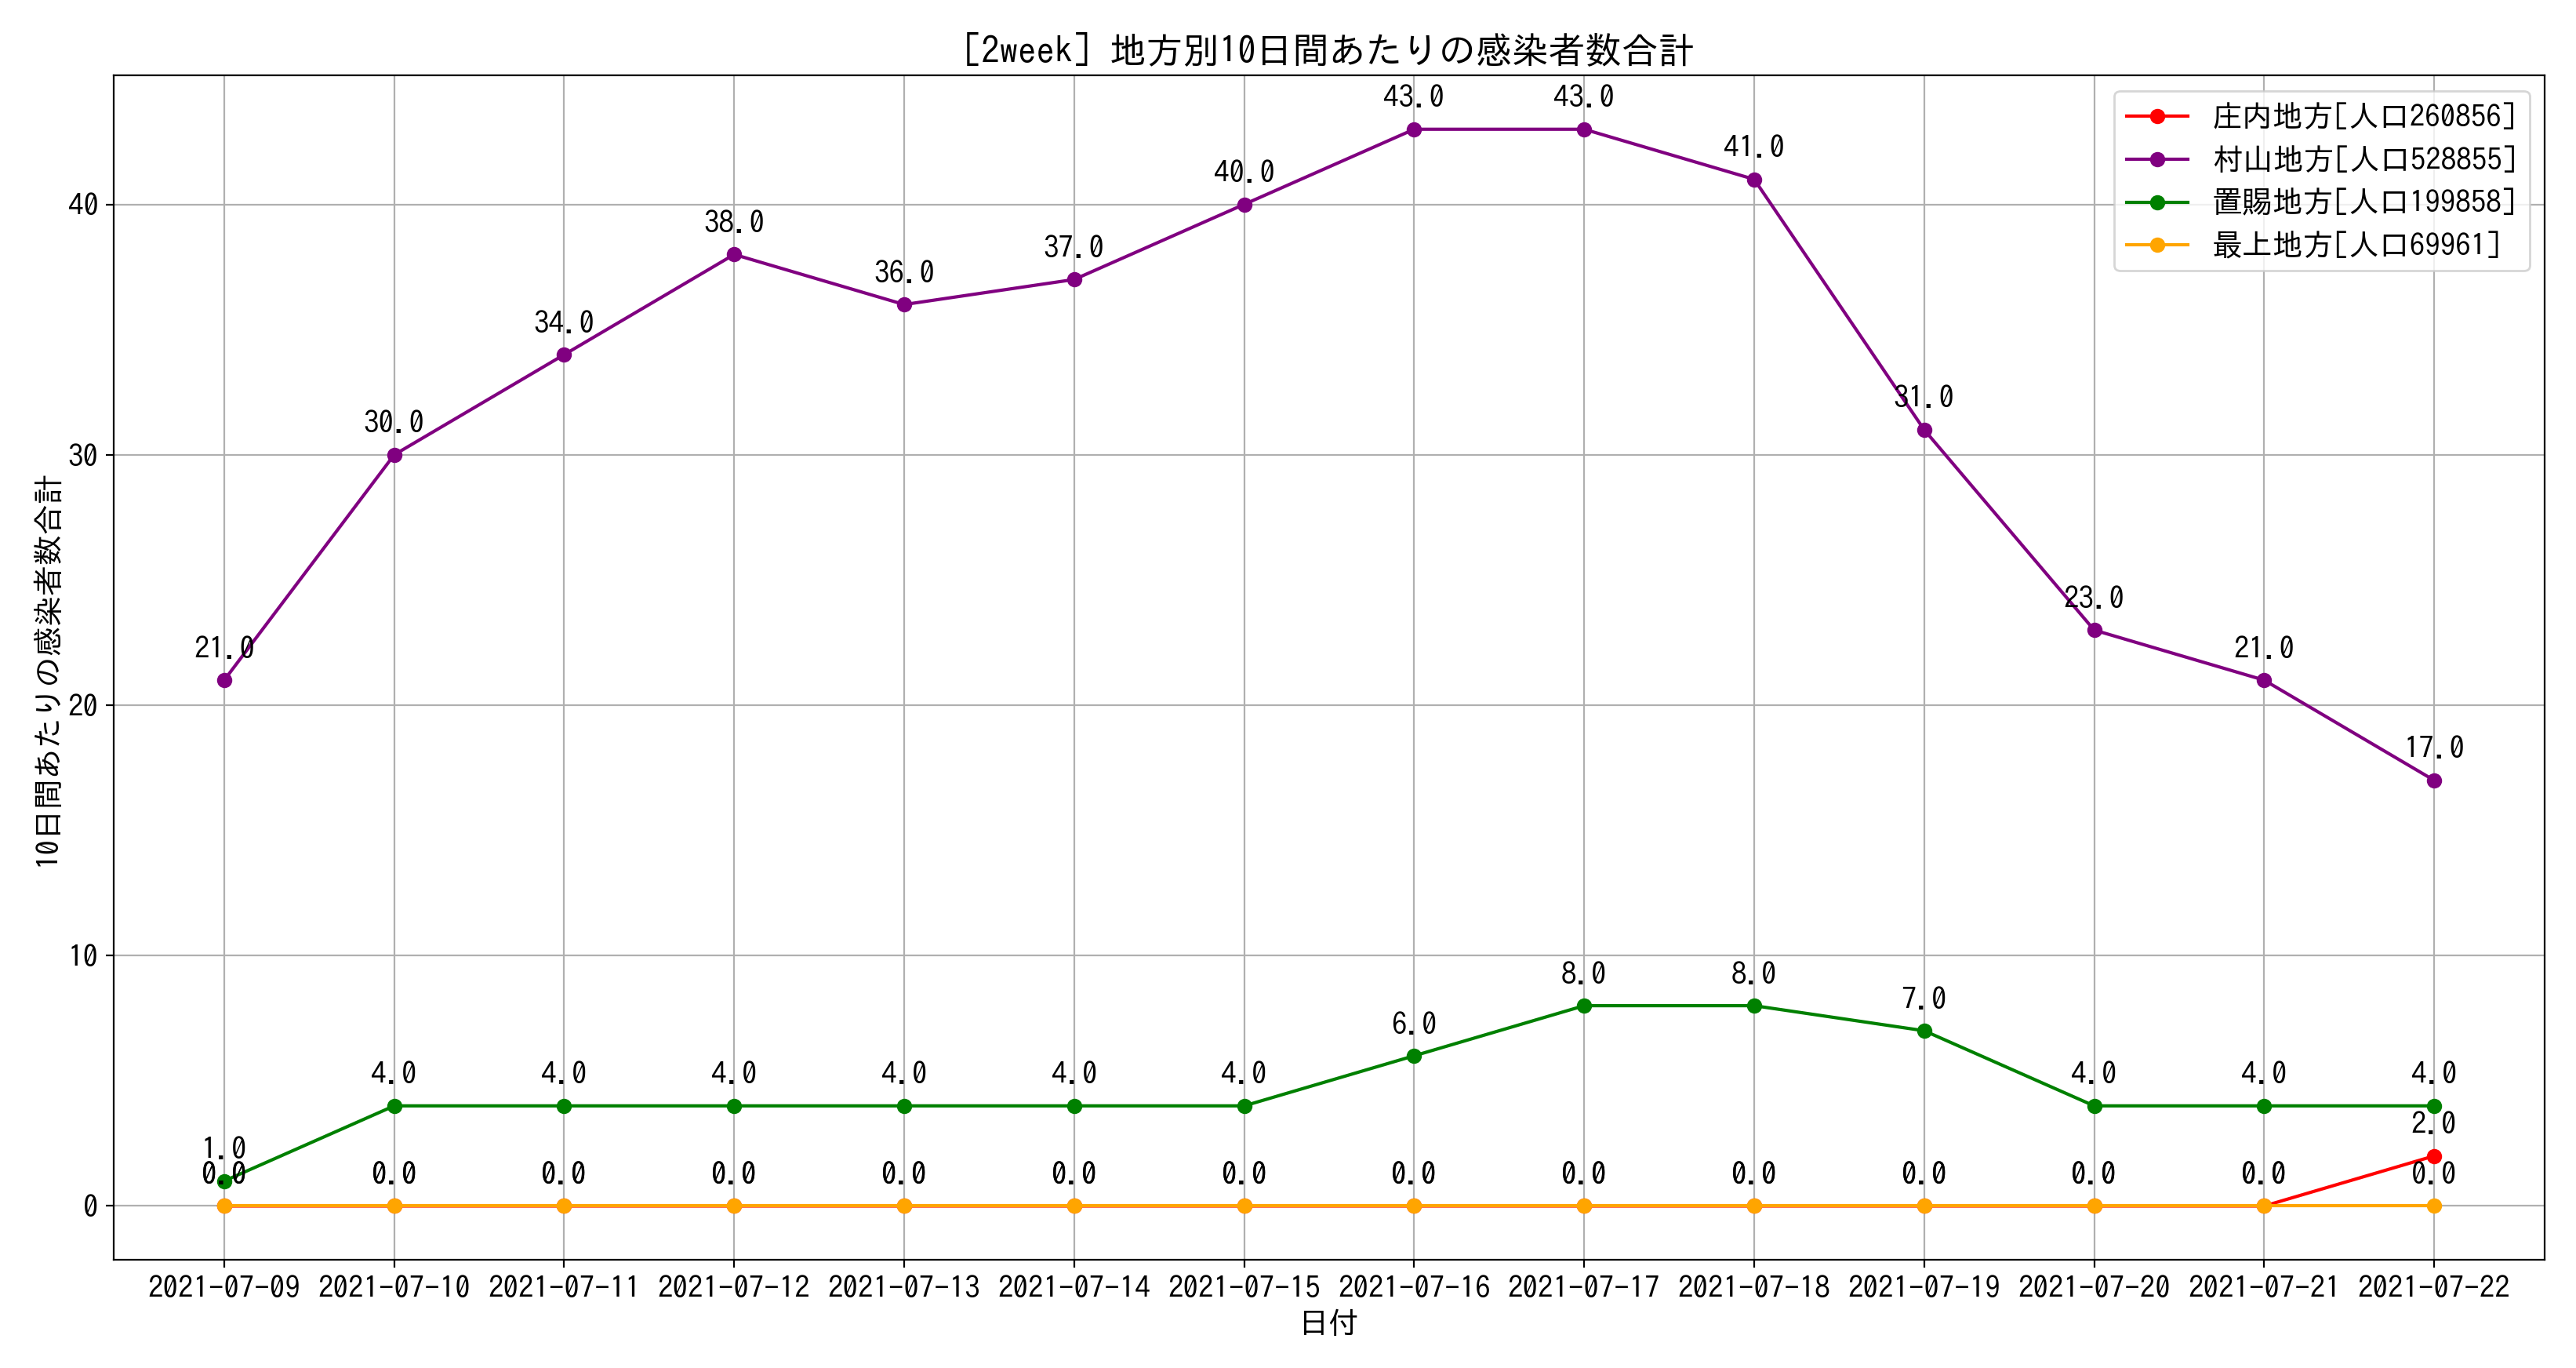 [2week] 地方別10日間あたりの感染者数合計
庄内地方[人口260856]
村山地方[人口528855]
置賜地方[人口199858]
最上地方[人口69961]
10日間あたりの感染者数合計
40
30
20
10
0
21.0 30.0 34.0 38.0 36.0 37.0 40.0 43.0 43.0 41.0 31.0 23.0 21.0 17.0
1.0 4.0 4.0 4.0 4.0 4.0 4.0 6.0 8.0 8.0 7.0 4.0 4.0 4.0
2.0
0.0 0.0 0.0 0.0 0.0 0.0 0.0 0.0 0.0 0.0 0.0 0.0 0.0 0.0
2021-07-09 2021-07-10 2021-07-11 2021-07-12 2021-07-13 2021-07-14 2021-07-15 2021-07-16 2021-07-17 2021-07-18 2021-07-19 2021-07-20 2021-07-21 2021-07-22
日付